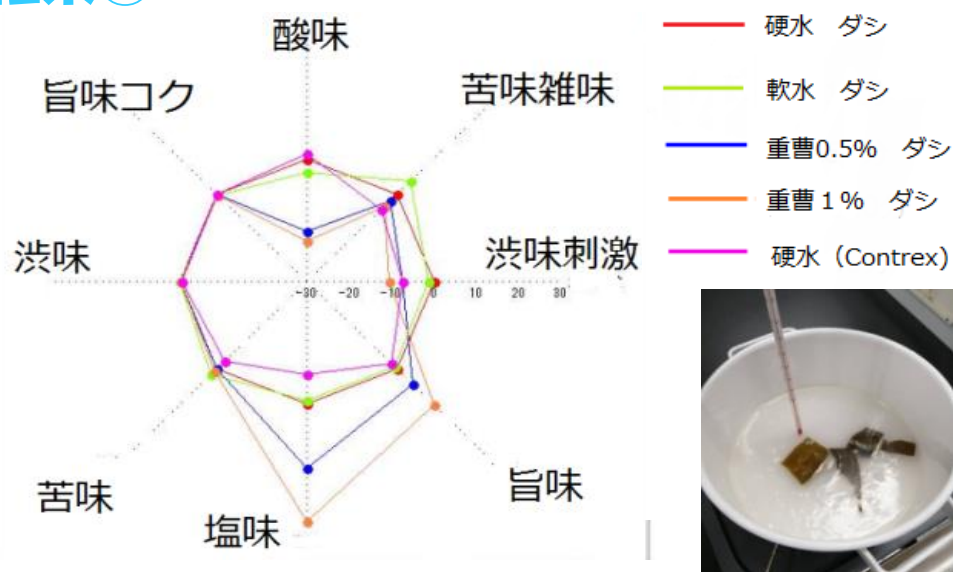 酸味
旨味コク
苦味雑味
渋味
渋味刺激
-30 -20 -10 0 10 20 30
苦味
塩味
旨味
硬水 ダシ
軟水 ダシ
重曹0.5% ダシ
重曹１% ダシ
硬水（Contrex)